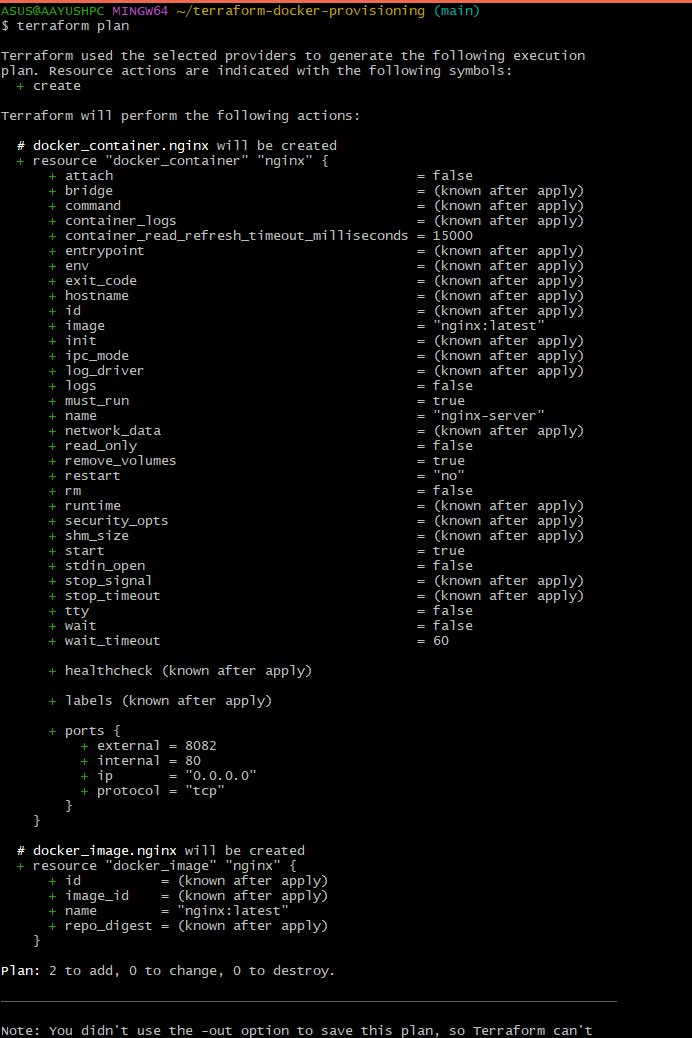 ASUS@AAYUSHPC MINGW64 ~/terraform-docker-provisioning (main)
$ terraform plan

Terraform used the selected providers to generate the following execution
plan. Resource actions are indicated with the following symbols:
  + create

Terraform will perform the following actions:

  # docker_container.nginx will be created
  + resource "docker_container" "nginx" {
      + attach                                      = false
      + bridge                                      = (known after apply)
      + command                                     = (known after apply)
      + container_logs                              = (known after apply)
      + container_read_refresh_timeout_milliseconds = 15000
      + entrypoint                                  = (known after apply)
      + env                                         = (known after apply)
      + exit_code                                   = (known after apply)
      + hostname                                    = (known after apply)
      + id                                          = (known after apply)
      + image                                       = "nginx:latest"
      + init                                        = (known after apply)
      + ipc_mode                                    = (known after apply)
      + log_driver                                  = (known after apply)
      + logs                                        = false
      + must_run                                    = true
      + name                                        = "nginx-server"
      + network_data                                = (known after apply)
      + read_only                                   = false
      + remove_volumes                              = true
      + restart                                     = "no"
      + rm                                          = false
      + runtime                                     = (known after apply)
      + security_opts                               = (known after apply)
      + shm_size                                    = (known after apply)
      + start                                       = true
      + stdin_open                                  = false
      + stop_signal                                 = (known after apply)
      + stop_timeout                                = (known after apply)
      + tty                                         = false
      + wait                                        = false
      + wait_timeout                                = 60

      + healthcheck (known after apply)

      + labels (known after apply)

      + ports {
          + external = 8082
          + internal = 80
          + ip       = "0.0.0.0"
          + protocol = "tcp"
        }
    }

  # docker_image.nginx will be created
  + resource "docker_image" "nginx" {
      + id          = (known after apply)
      + image_id    = (known after apply)
      + name        = "nginx:latest"
      + repo_digest = (known after apply)
    }

Plan: 2 to add, 0 to change, 0 to destroy.

Note: You didn't use the -out option to save this plan, so Terraform can't